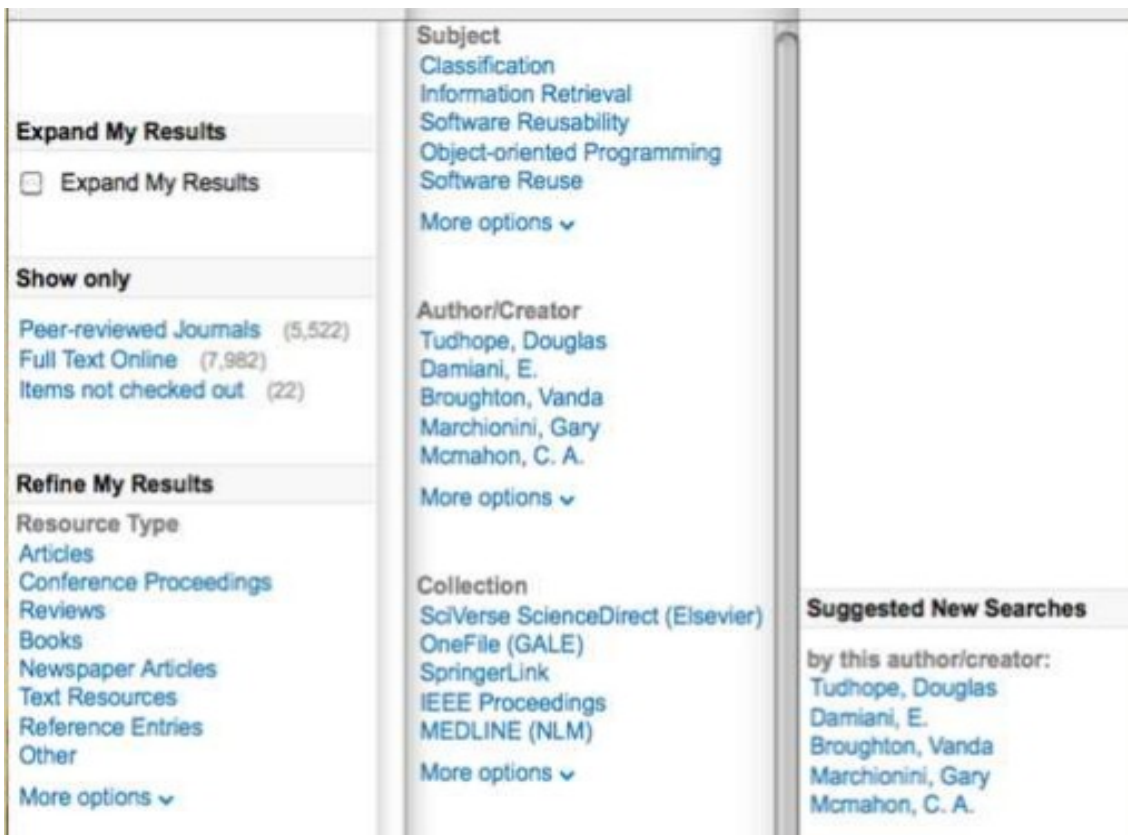 Expand My Results
Expand My Results
Show only
Peer-reviewed Journals (5,522)
Full Text Online (7,982)
Items not checked out (22)
Refine My Results
Resource Type
Articles
Conference Proceedings
Reviews
Books
Newspaper Articles
Text Resources
Reference Entries
Other
More options
Subject
Classification
Information Retrieval
Software Reusability
Object-oriented Programming
Software Reuse
More options
Author/Creator
Tudhope, Douglas
Damiani, E.
Broughton, Vanda
Marchionini, Gary
Mcmahon, C. A.
More options
Collection
SciVerse ScienceDirect (Elsevier)
OneFile (GALE)
SpringerLink
IEEE Proceedings
MEDLINE (NLM)
More options
Suggested New Searches
by this author/creator:
Tudhope, Douglas
Damiani, E.
Broughton, Vanda
Marchionini, Gary
Mcmahon, C. A.